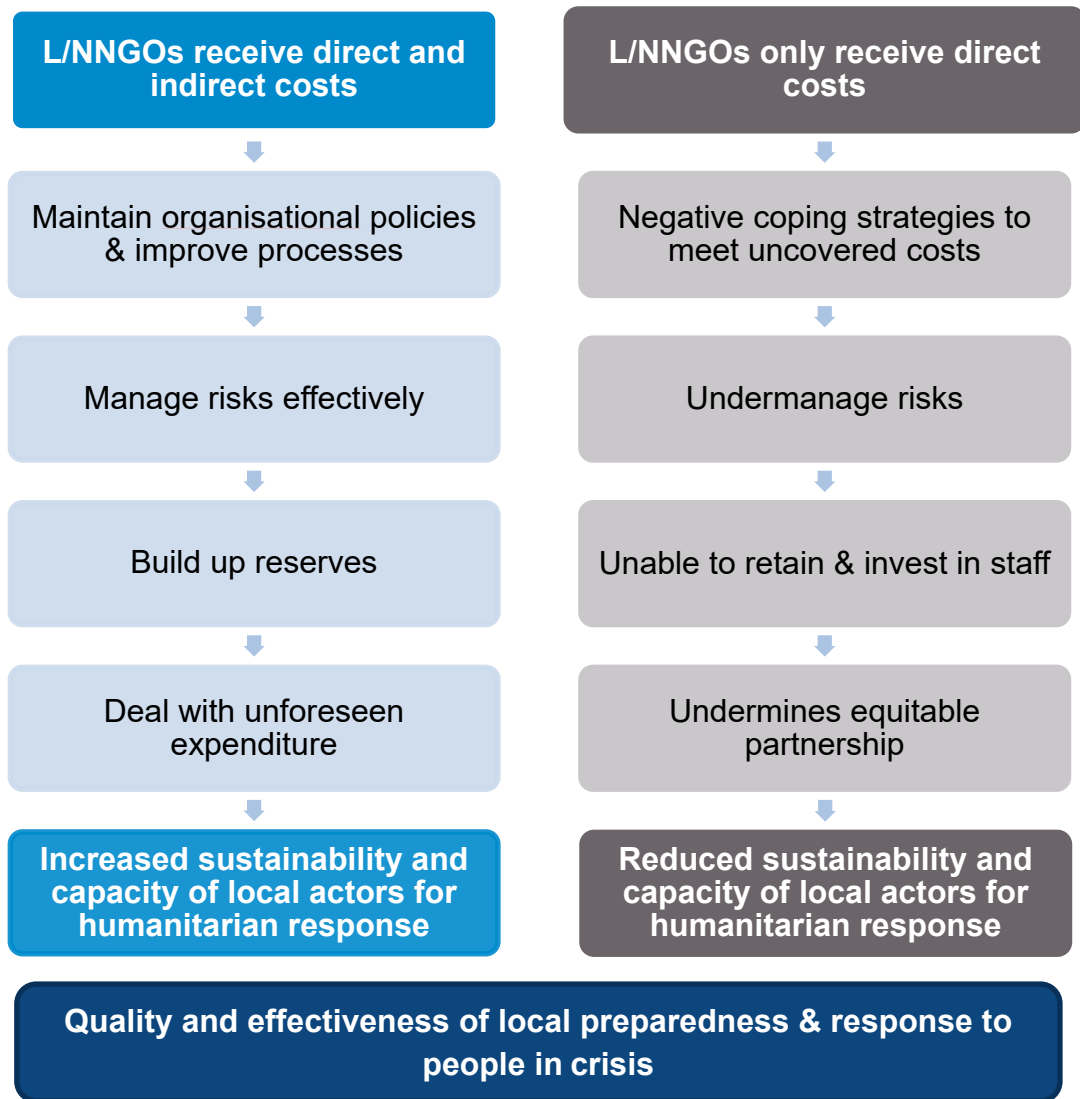 L/NNGOs receive direct and
indirect costs
Maintain organisational policies
& improve processes
Manage risks effectively
Build up reserves
Deal with unforeseen
expenditure
Increased sustainability and
capacity of local actors for
humanitarian response
L/NNGOs only receive direct
costs
Negative coping strategies to
meet uncovered costs
Undermanage risks
Unable to retain & invest in staff
Undermines equitable
partnership
Reduced sustainability and
capacity of local actors for
humanitarian response
Quality and effectiveness of local preparedness & response to
people in crisis